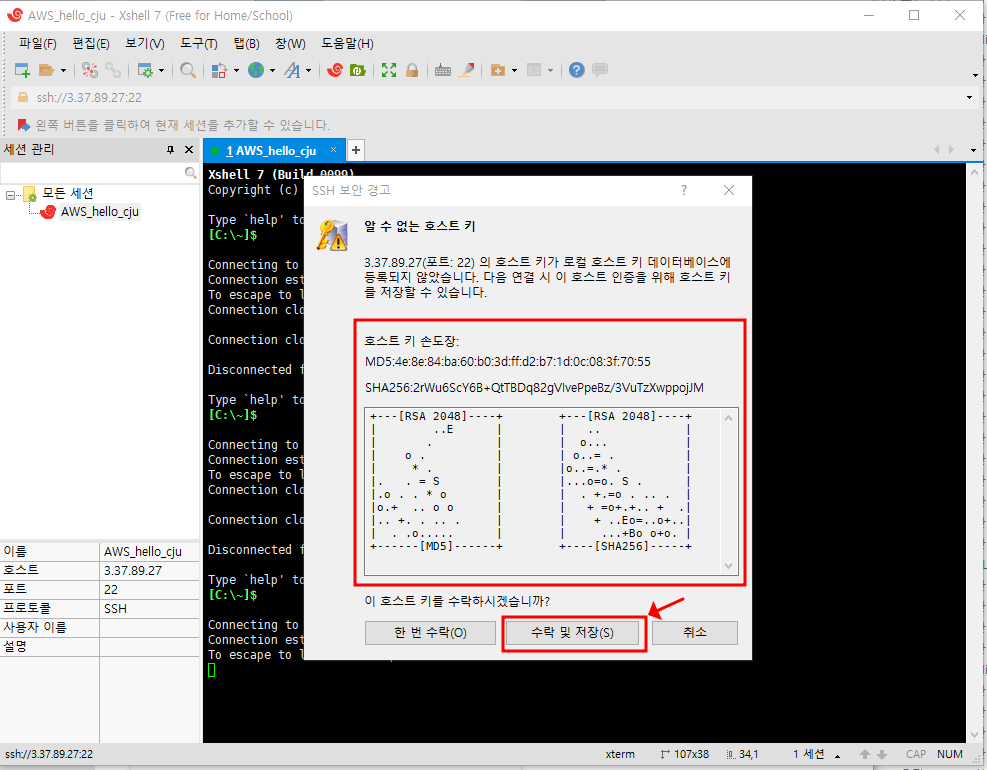 AWS_hello_cju - Xshell 7 (Free for Home/School)
파일(F) 편집(E) 보기(V) 도구(T) 탭(B) 창(W) 도움말(H)
ssh://3.37.89.27:22
왼쪽 버튼을 클릭하여 현재 세션을 추가할 수 있습니다.
세션 관리
모든 세션
AWS_hello_cju
이름 AWS_hello_cju
호스트 3.37.89.27
포트 22
프로토콜 SSH
사용자 이름
설명
1 AWS_hello_cju
Xshell 7 (Build 0099)
Copyright (c)
Type `help' to
[C:\~]$
Connecting to
Connection est
To escape to l
Connection clo
Connection clo
Disconnected f
Type `help' to
[C:\~]$
Connecting to
Connection est
To escape to l
Connection clo
Connection clo
Disconnected f
Type `help' to
[C:\~]$
Connecting to
Connection est
To escape to l
SSH 보안 경고
알 수 없는 호스트 키
3.37.89.27(포트: 22) 의 호스트 키가 로컬 호스트 키 데이터베이스에
등록되지 않았습니다. 다음 연결 시 이 호스트 인증을 위해 호스트 키
를 저장할 수 있습니다.
호스트 키 손도장:
MD5:4e:8e:84:ba:60:b0:3d:ff:d2:b7:1d:0c:08:3f:70:55
SHA256:2rWu6ScY6B+QtTBDq82gVlvePpeBz/3VuTzXwppojJM
+---[RSA 2048]----+ +---[RSA 2048]----+
|        ..E      | |   ..            |
|       .         | |  o...           |
|    o .          | | o..= .          |
|     * .         | |o..=.* .         |
|.   . = S        | |...o=o. S .      |
|.o . . * o       | |  . +.=o . .. .  |
|o.+  .. o o      | |   + =o+.+.. +  .|
|.. +. . .. .     | |    + ..Eo=..o+..|
|  . .o.....      | |     ...+Bo o+o. |
+------[MD5]------+ +----[SHA256]-----+
이 호스트 키를 수락하시겠습니까?
한 번 수락(O) 수락 및 저장(S) 취소
ssh://3.37.89.27:22 xterm 107x38 34,1 1 세션 CAP NUM